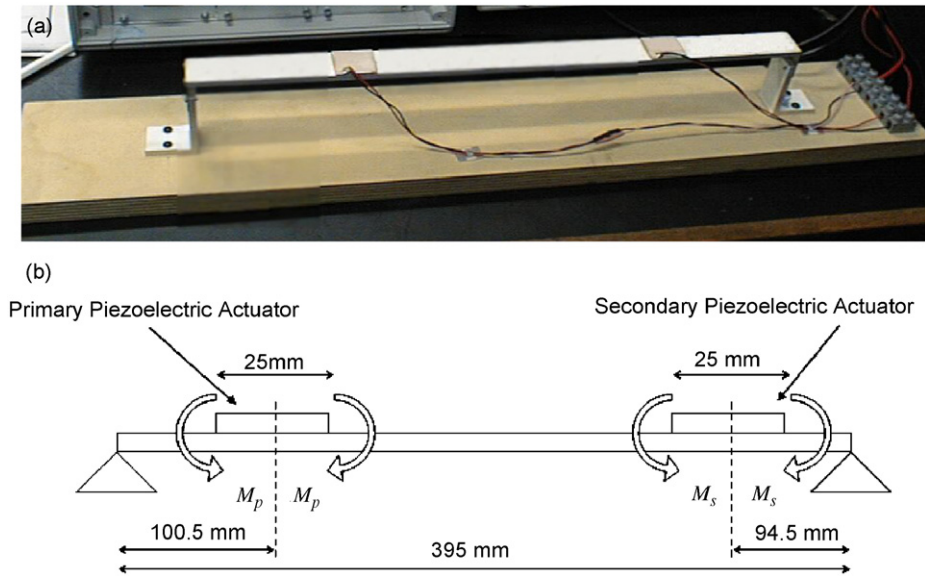 (a)
(b)
Primary Piezoelectric Actuator
Secondary Piezoelectric Actuator
25mm
25 mm
Mp Mp
Ms Ms
100.5 mm
94.5 mm
395 mm